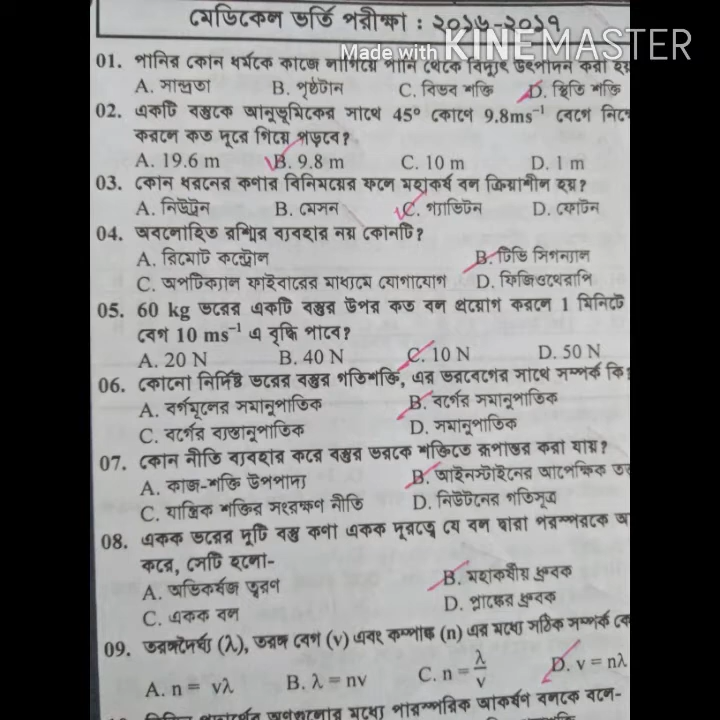 মেডিকেল ভর্তি পরীক্ষা : ২০১৬-২০১৭
Made with KINEMASTER
01. পানির কোন ধর্মকে কাজে লাগিয়ে পানি থেকে বিদ্যুৎ উৎপাদন করা হয়
A. সান্দ্রতা B. পৃষ্ঠটান C. বিভব শক্তি D. স্থিতি শক্তি
02. একটি বস্তুকে আনুভূমিকের সাথে 45° কোণে 9.8ms⁻¹ বেগে
করলে কত দূরে গিয়ে পড়বে?
A. 19.6 m B. 9.8 m C. 10 m D. 1 m
03. কোন ধরনের কণার বিনিময়ের ফলে মহাকর্ষ বল ক্রিয়াশীল হয়?
A. নিউট্রন B. মেসন C. গ্যাভিটন D. ফোটন
04. অবলোহিত রশ্মির ব্যবহার নয় কোনটি?
A. রিমোট কন্ট্রোল B. টিভি সিগন্যাল
C. অপটিক্যাল ফাইবারের মাধ্যমে যোগাযোগ D. ফিজিওথেরাপি
05. 60 kg ভরের একটি বস্তুর উপর কত বল প্রয়োগ করলে 1 মিনিটে
বেগ 10 ms⁻¹ এ বৃদ্ধি পাবে?
A. 20 N B. 40 N C. 10 N D. 50 N
06. কোনো নির্দিষ্ট ভরের বস্তুর গতিশক্তি, এর ভরবেগের সাথে সম্পর্ক কি
A. বর্গমূলের সমানুপাতিক B. বর্গের সমানুপাতিক
C. বর্গের ব্যস্তানুপাতিক D. সমানুপাতিক
07. কোন নীতি ব্যবহার করে বস্তুর ভরকে শক্তিতে রূপান্তর করা যায়?
A. কাজ-শক্তি উপপাদ্য B. আইনস্টাইনের আপেক্ষিক
C. যান্ত্রিক শক্তির সংরক্ষণ নীতি D. নিউটনের গতিসূত্র
08. একক ভরের দুটি বস্তু কণা একক দূরত্বে যে বল দ্বারা পরস্পরকে
করে, সেটি হলো-
A. অভিকর্ষজ ত্বরণ B. মহাকর্ষীয় ধ্রুবক
C. একক বল D. প্লাঙ্কের ধ্রুবক
09. তরঙ্গদৈর্ঘ্য (λ), তরঙ্গ বেগ (v) এবং কম্পাঙ্ক (n) এর মধ্যে সঠিক সম্পর্ক
A. n = vλ B. λ = nv C. n = λ/v D. v = nλ
মধ্যে পারস্পরিক আকর্ষণ বলকে বলে-